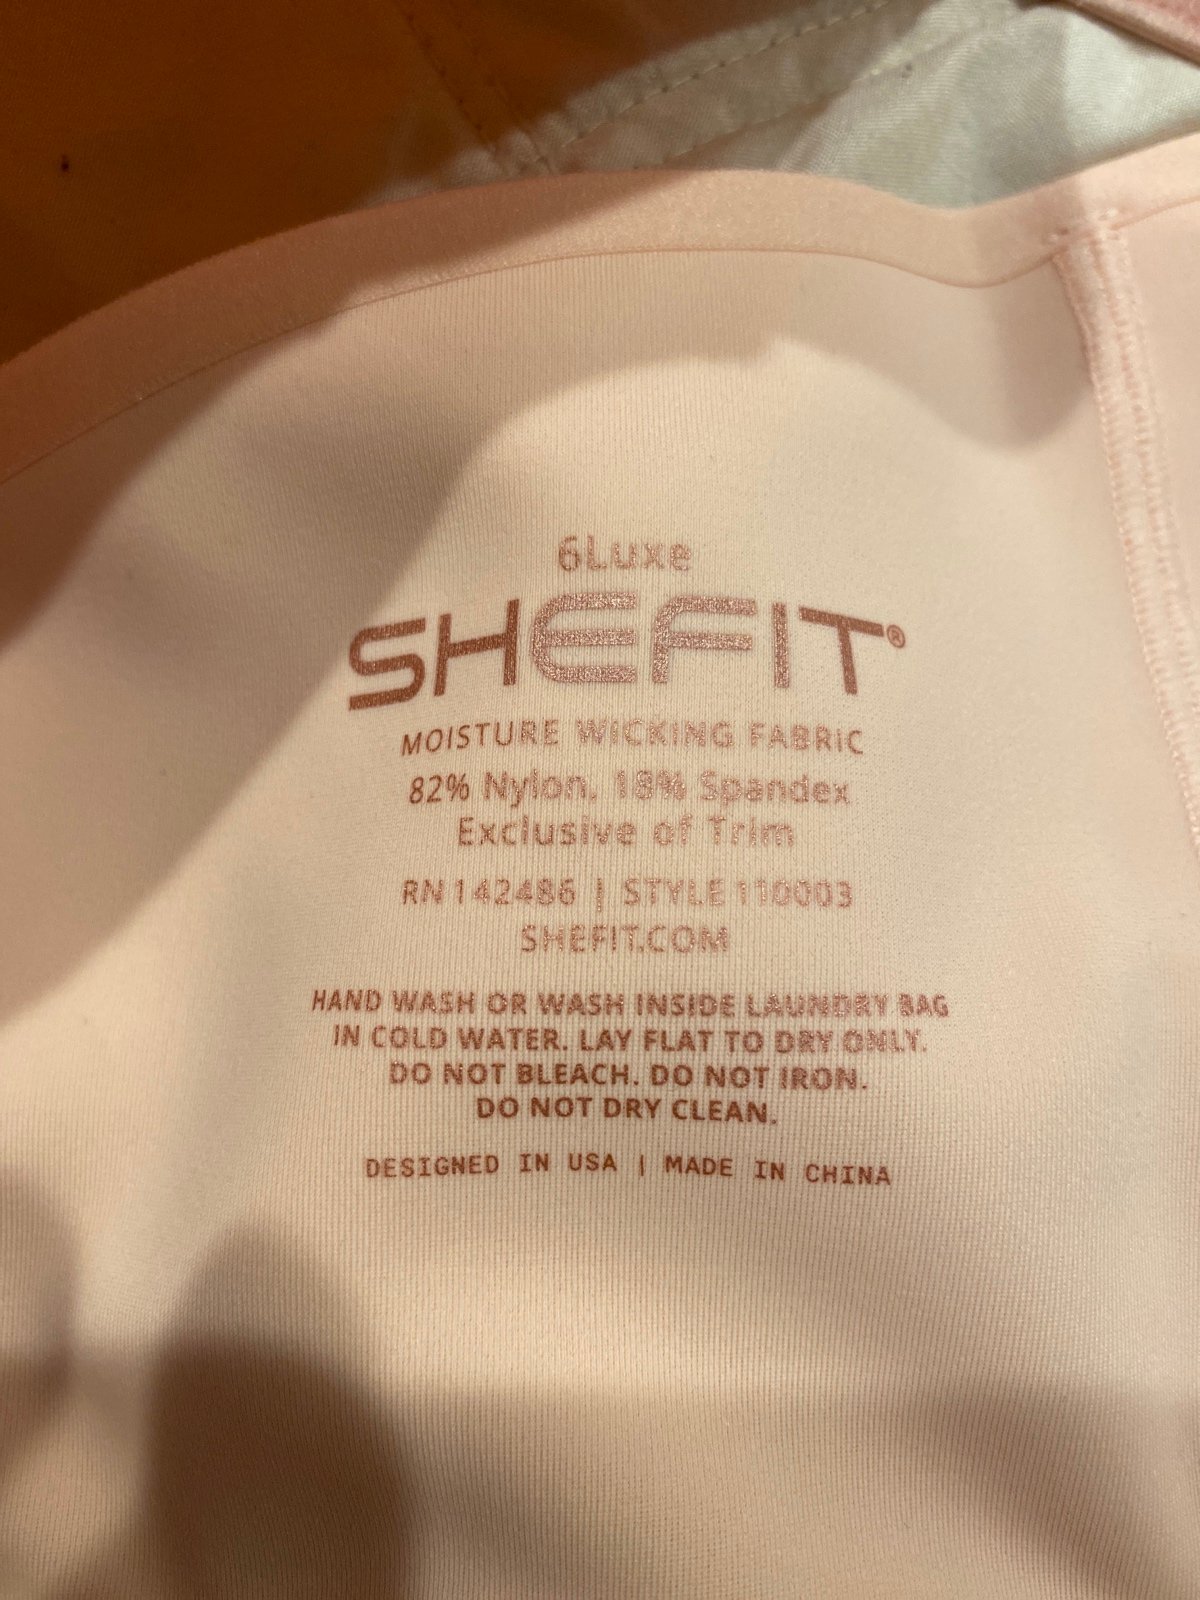 6Luxe
SHEFIT®
MOISTURE WICKING FABRIC
82% Nylon, 18% Spandex
Exclusive of Trim
RN 142486 | STYLE 110003
SHEFIT.COM
HAND WASH OR WASH INSIDE LAUNDRY BAG
IN COLD WATER. LAY FLAT TO DRY ONLY.
DO NOT BLEACH. DO NOT IRON.
DO NOT DRY CLEAN.
DESIGNED IN USA | MADE IN CHINA